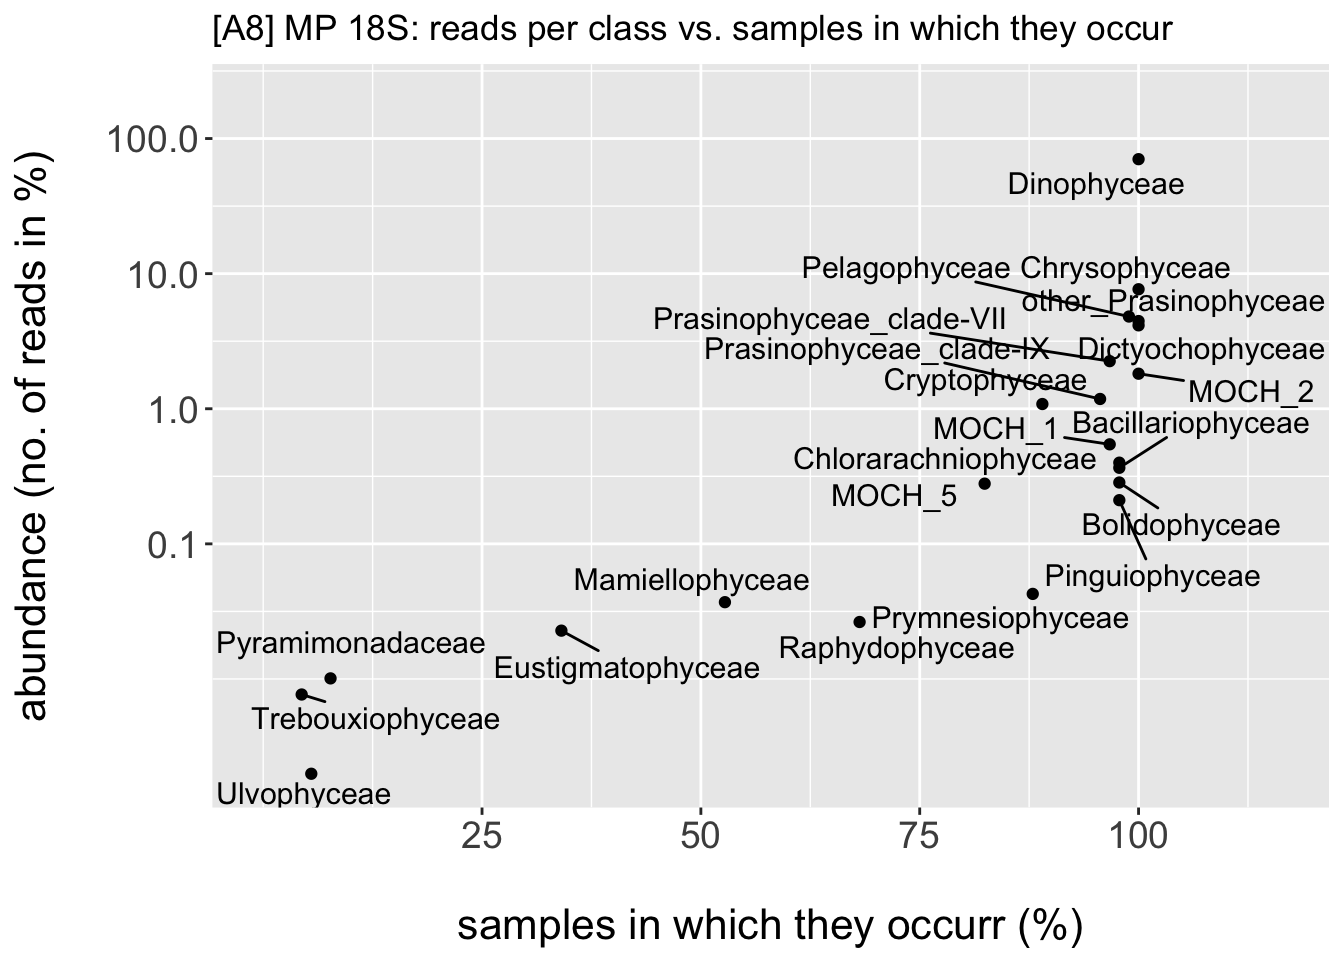 [A8] MP 18S: reads per class vs. samples in which they occur
abundance (no. of reads in %)
100.0
10.0
1.0
0.1
Dinophyceae
Pelagophyceae
Chrysophyceae
other_Prasinophyceae
Prasinophyceae_clade-VII
Prasinophyceae_clade-IX
Dictyochophyceae
Cryptophyceae
MOCH_2
MOCH_1
Bacillariophyceae
Chlorarachniophyceae
MOCH_5
Bolidophyceae
Mamiellophyceae
Pinguiophyceae
Prymnesiophyceae
Pyramimonadaceae
Raphydophyceae
Eustigmatophyceae
Trebouxiophyceae
Ulvophyceae
25
50
75
100
samples in which they occurr (%)